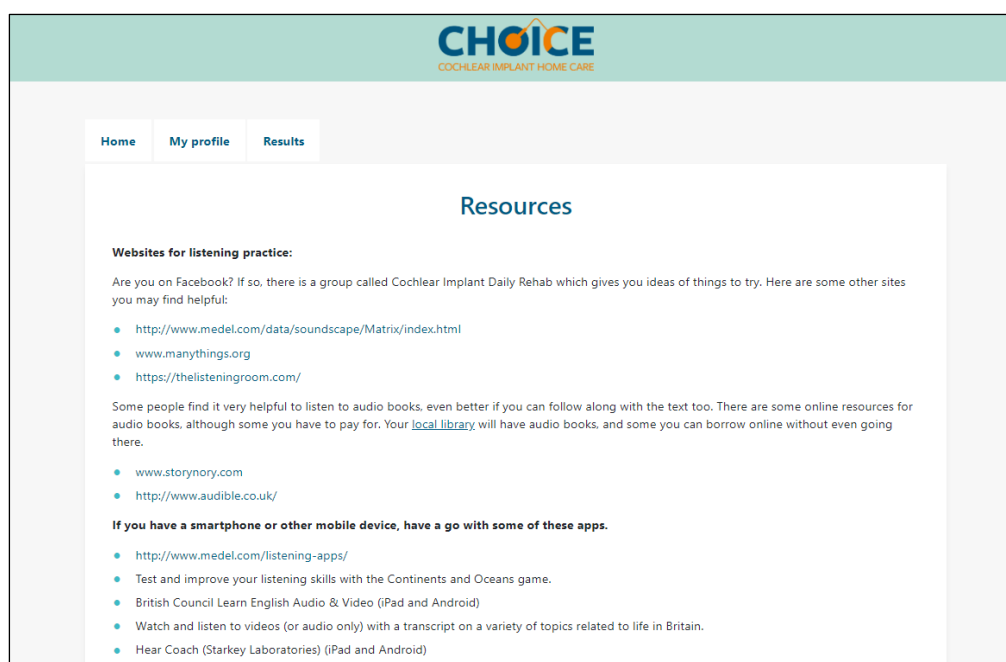 CHOICE
COCHLEAR IMPLANT HOME CARE
Home My profile Results
Resources
Websites for listening practice:
Are you on Facebook? If so, there is a group called Cochlear Implant Daily Rehab which gives you ideas of things to try. Here are some other sites
you may find helpful:
http://www.medel.com/data/soundscape/Matrix/index.html
www.manythings.org
https://thelisteningroom.com/
Some people find it very helpful to listen to audio books, even better if you can follow along with the text too. There are some online resources for
audio books, although some you have to pay for. Your local library will have audio books, and some you can borrow online without even going
there.
www.storynory.com
http://www.audible.co.uk/
If you have a smartphone or other mobile device, have a go with some of these apps.
http://www.medel.com/listening-apps/
Test and improve your listening skills with the Continents and Oceans game.
British Council Learn English Audio & Video (iPad and Android)
Watch and listen to videos (or audio only) with a transcript on a variety of topics related to life in Britain.
Hear Coach (Starkey Laboratories) (iPad and Android)